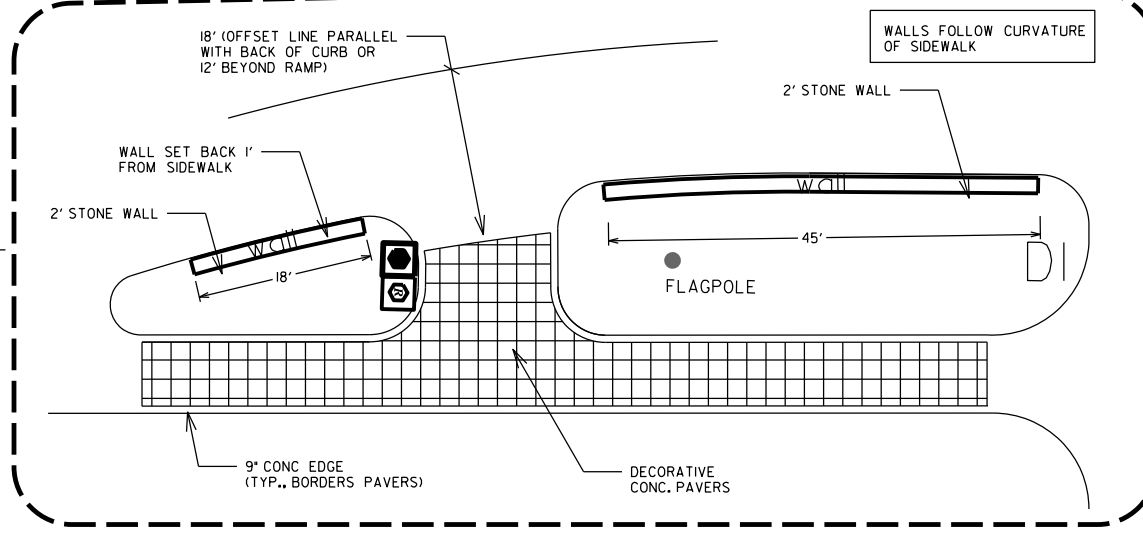 18' (OFFSET LINE PARALLEL
WITH BACK OF CURB OR
12' BEYOND RAMP)
WALLS FOLLOW CURVATURE
OF SIDEWALK
2' STONE WALL
WALL SET BACK 1'
FROM SIDEWALK
2' STONE WALL
wall
18'
R
wall
45'
FLAGPOLE
9" CONC EDGE
(TYP., BORDERS PAVERS)
DECORATIVE
CONC. PAVERS